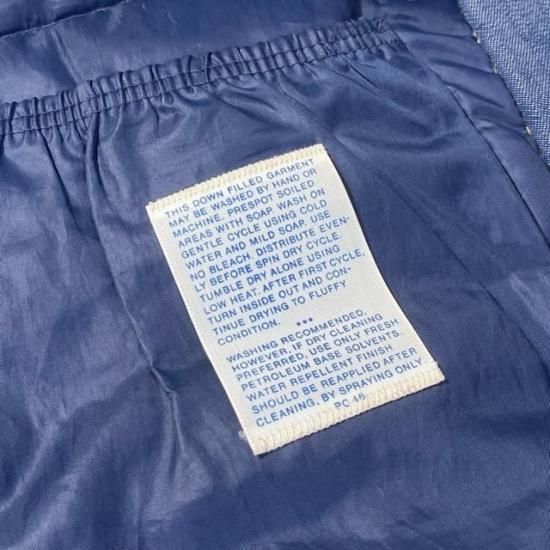 THIS DOWN FILLED GARMENT
MAY BE WASHED BY HAND OR
MACHINE. PRESPOT SOILED
AREAS WITH SOAP. WASH ON
GENTLE CYCLE USING COLD
WATER AND MILD SOAP. USE
NO BLEACH. DISTRIBUTE EVEN-
LY BEFORE SPIN DRY CYCLE.
TUMBLE DRY ALONE USING
LOW HEAT. AFTER FIRST CYCLE,
TURN INSIDE OUT AND CON-
TINUE DRYING TO FLUFFY
CONDITION.
***
WASHING RECOMMENDED,
HOWEVER, IF DRY CLEANING
PREFERRED, USE ONLY FRESH
PETROLEUM BASE SOLVENTS.
WATER REPELLENT FINISH
SHOULD BE REAPPLIED AFTER
CLEANING, BY SPRAYING ONLY.
PC 46